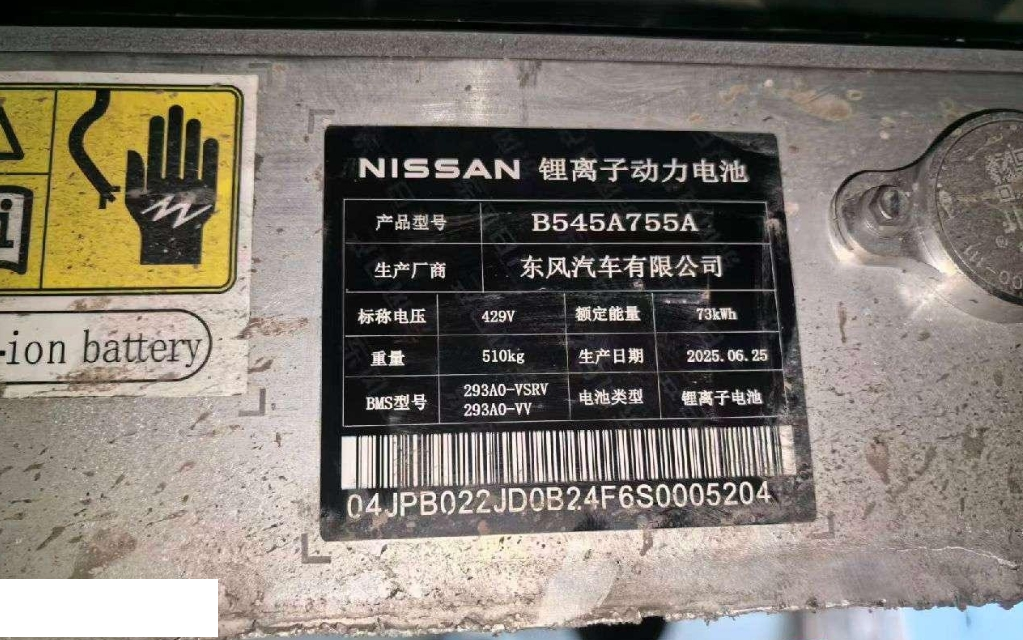 NISSAN 锂离子动力电池
产品型号 B545A755A
生产厂商 东风汽车有限公司
标称电压 429V 额定能量 73kWh
重量 510kg 生产日期 2025.06.25
BMS型号 293A0-VSRV 293A0-VV 电池类型 锂离子电池
04JPB022JD0B24F6S0005204
-ion battery